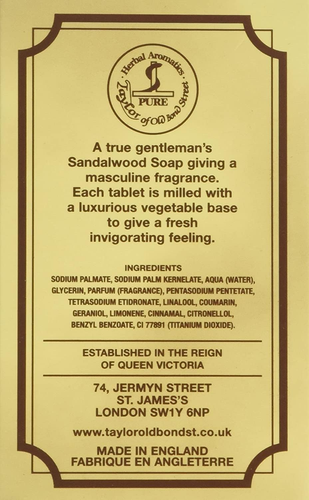 Herbal Aromatics
PURE
Taylor of Old Bond Street
A true gentleman's
Sandalwood Soap giving a
masculine fragrance.
Each tablet is milled with
a luxurious vegetable base
to give a fresh
invigorating feeling.
INGREDIENTS
SODIUM PALMATE, SODIUM PALM KERNELATE, AQUA (WATER),
GLYCERIN, PARFUM (FRAGRANCE), PENTASODIUM PENTETATE,
TETRASODIUM ETIDRONATE, LINALOOL, COUMARIN,
GERANIOL, LIMONENE, CINNAMAL, CITRONELLOL,
BENZYL BENZOATE, CI 77891 (TITANIUM DIOXIDE).
ESTABLISHED IN THE REIGN
OF QUEEN VICTORIA
74, JERMYN STREET
ST. JAMES'S
LONDON SW1Y 6NP
www.tayloroldbondst.co.uk
MADE IN ENGLAND
FABRIQUE EN ANGLETERRE